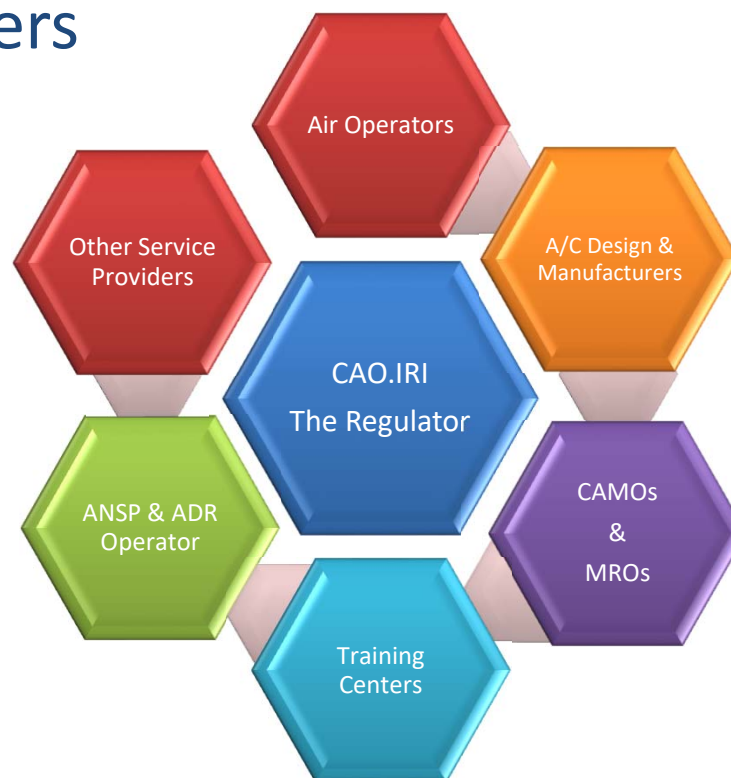 ers
Air Operators
Other Service
Providers
A/C Design &
Manufacturers
CAO.IRI
The Regulator
ANSP & ADR
Operator
CAMOs
&
MROs
Training
Centers